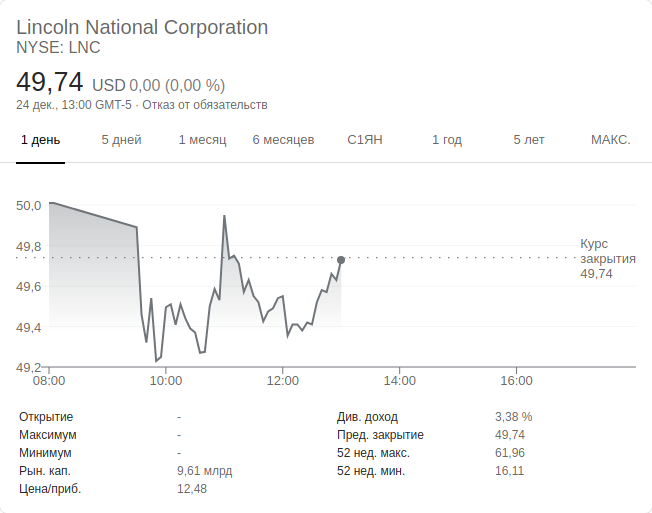 Lincoln National Corporation
NYSE: LNC
49,74 USD 0,00 (0,00 %)
24 дек., 13:00 GMT-5 · Отказ от обязательств
1 день 5 дней 1 месяц 6 месяцев С1ЯН 1 год 5 лет МАКС.
50,0
49,8
49,6
49,4
49,2
Курс
закрытия
49,74
08:00 10:00 12:00 14:00 16:00
Открытие - Див. доход 3,38 %
Максимум - Пред. закрытие 49,74
Минимум - 52 нед. макс. 61,96
Рын. кап. 9,61 млрд 52 нед. мин. 16,11
Цена/приб. 12,48